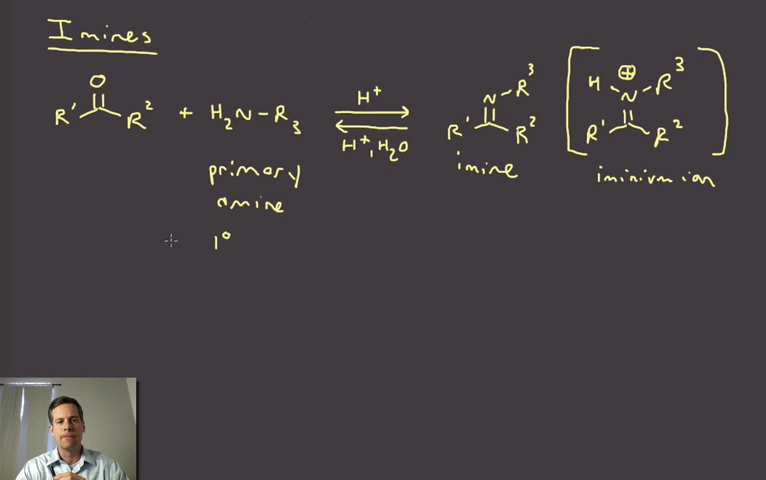 Imines
O
R' R² + H₂N-R₃ H⁺ H⁺, H₂O N-R³ R' R² H ⊕ N-R³ R' R²
primary imine iminium ion
amine
1°